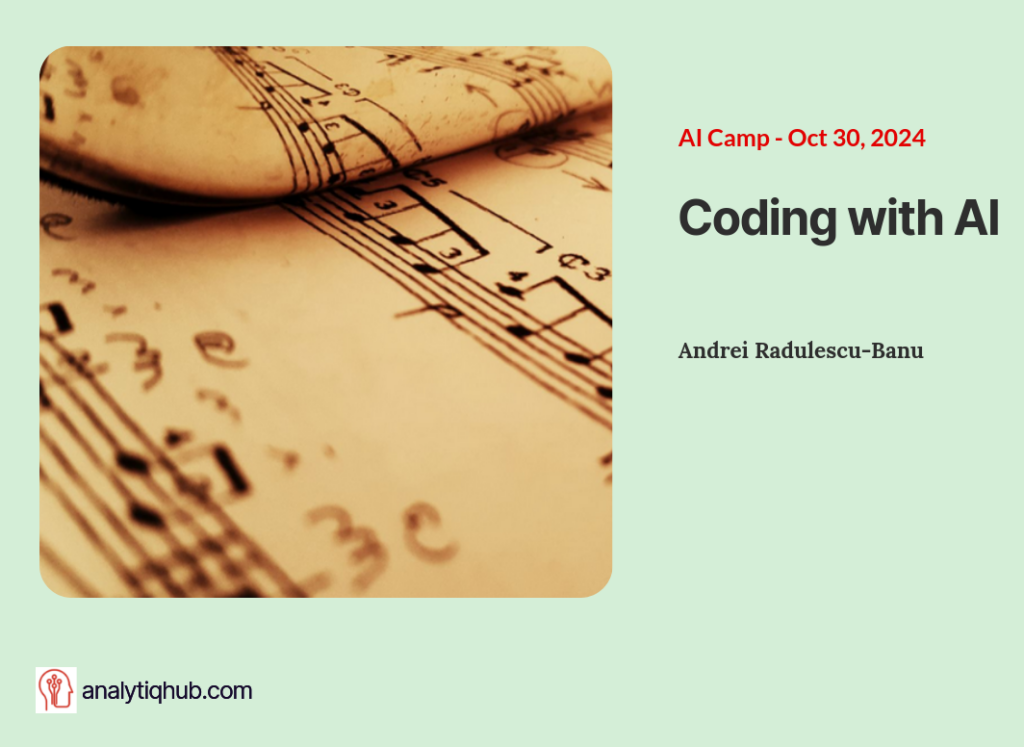 AI Camp - Oct 30, 2024
Coding with AI
Andrei Radulescu-Banu
analytiqhub.com